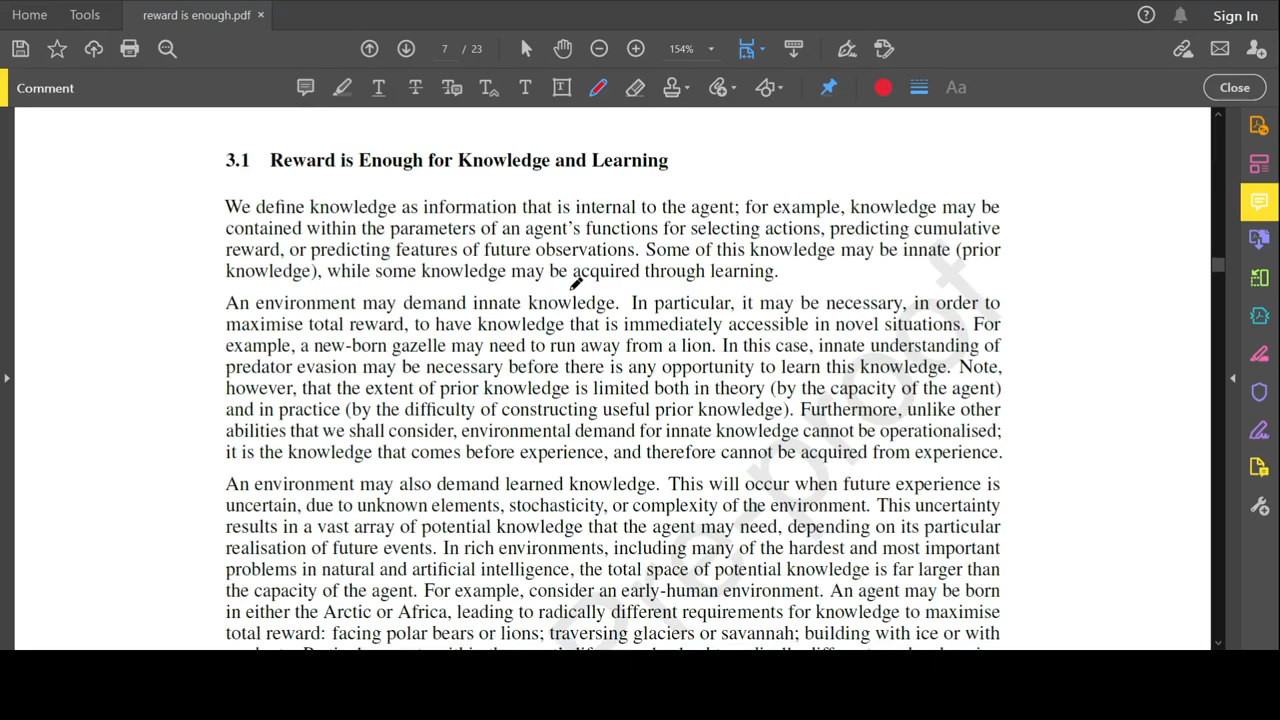 Home Tools reward is enough.pdf × Sign In
7 / 23 154%
Comment Aa Close
3.1 Reward is Enough for Knowledge and Learning
We define knowledge as information that is internal to the agent; for example, knowledge may be
contained within the parameters of an agent's functions for selecting actions, predicting cumulative
reward, or predicting features of future observations. Some of this knowledge may be innate (prior
knowledge), while some knowledge may be acquired through learning.
An environment may demand innate knowledge. In particular, it may be necessary, in order to
maximise total reward, to have knowledge that is immediately accessible in novel situations. For
example, a new-born gazelle may need to run away from a lion. In this case, innate understanding of
predator evasion may be necessary before there is any opportunity to learn this knowledge. Note,
however, that the extent of prior knowledge is limited both in theory (by the capacity of the agent)
and in practice (by the difficulty of constructing useful prior knowledge). Furthermore, unlike other
abilities that we shall consider, environmental demand for innate knowledge cannot be operationalised;
it is the knowledge that comes before experience, and therefore cannot be acquired from experience.
An environment may also demand learned knowledge. This will occur when future experience is
uncertain, due to unknown elements, stochasticity, or complexity of the environment. This uncertainty
results in a vast array of potential knowledge that the agent may need, depending on its particular
realisation of future events. In rich environments, including many of the hardest and most important
problems in natural and artificial intelligence, the total space of potential knowledge is far larger than
the capacity of the agent. For example, consider an early-human environment. An agent may be born
in either the Arctic or Africa, leading to radically different requirements for knowledge to maximise
total reward: facing polar bears or lions; traversing glaciers or savannah; building with ice or with
Pre-proof